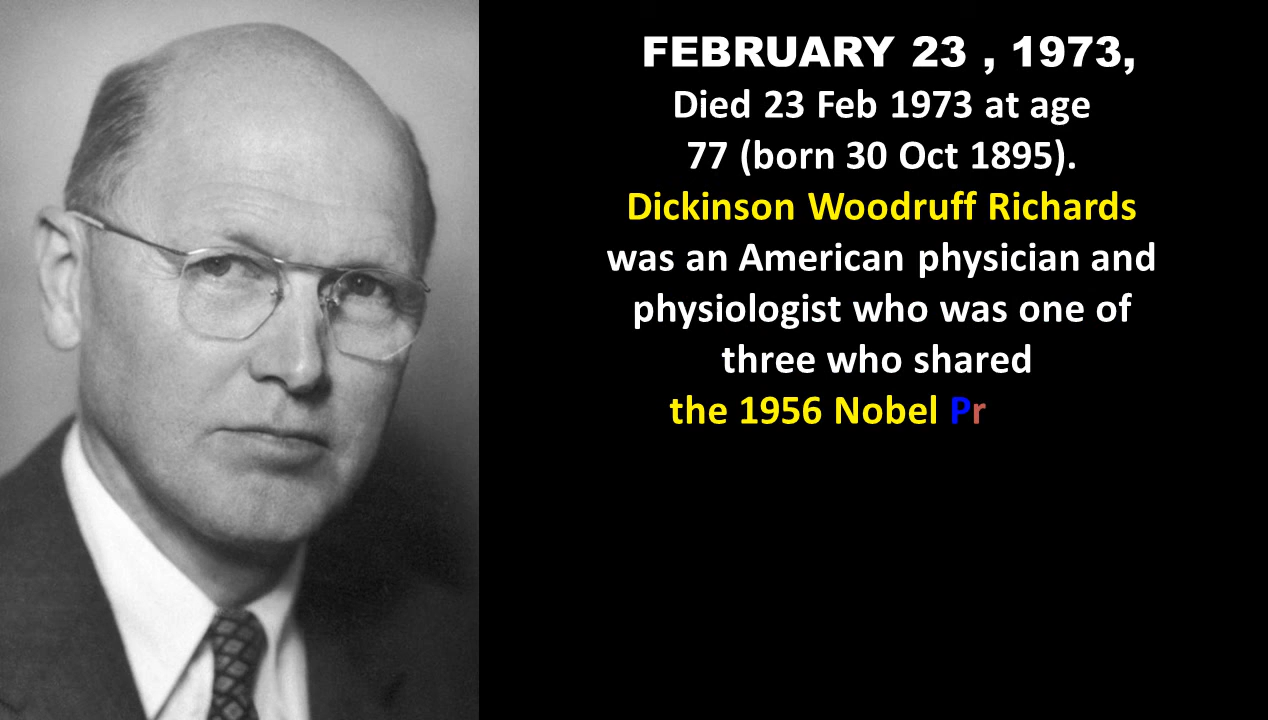 FEBRUARY 23 , 1973,
Died 23 Feb 1973 at age
77 (born 30 Oct 1895).
Dickinson Woodruff Richards
was an American physician and
physiologist who was one of
three who shared
the 1956 Nobel Pr